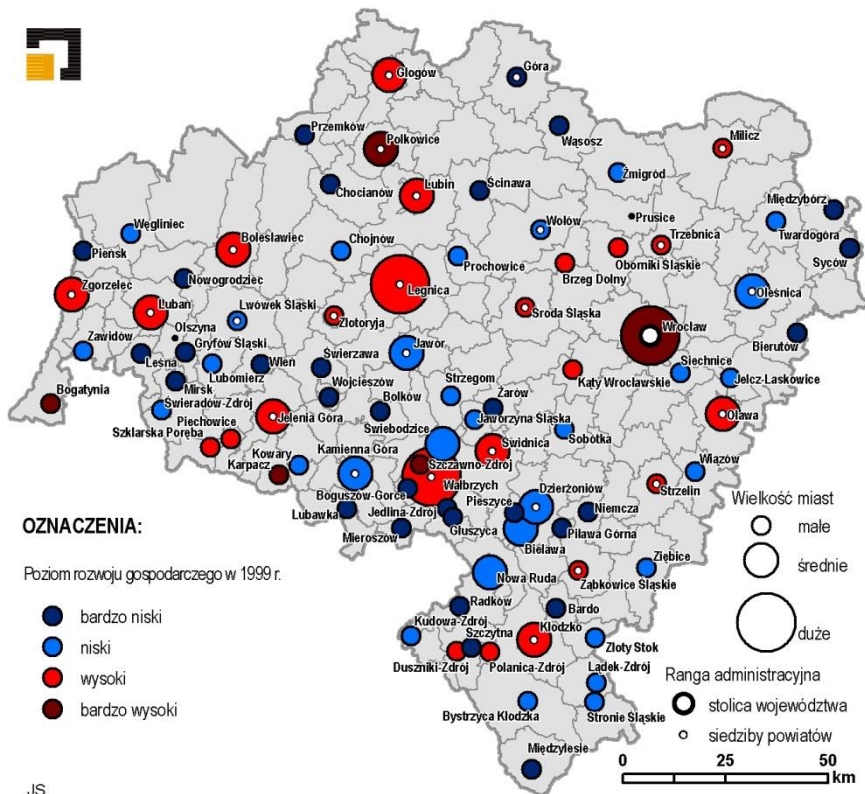 Głogów
Góra
Przemków
Polkowice
Wąsosz
Milicz
Żmigród
Chocianów
Lubin
Ścinawa
Międzybórz
Węgliniec
Wołów
Prusice
Twardogóra
Bolesławiec
Chojnów
Trzebnica
Pieńsk
Prochowice
Oborniki Śląskie
Syców
Nowogrodziec
Brzeg Dolny
Zgorzelec
Legnica
Oleśnica
Lubań
Lwówek Śląski
Złotoryja
Środa Śląska
Wrocław
Olszyna
Zawidów
Gryfów Śląski
Świerzawa
Jawor
Bierutów
Leśna
Wleń
Siechnice
Lubomierz
Kąty Wrocławskie
Mirsk
Wojcieszów
Strzegom
Żarów
Jelcz-Laskowice
Bogatynia
Świeradów-Zdrój
Bolków
Jaworzyna Śląska
Piechowice
Jelenia Góra
Świebodzice
Oława
Szklarska Poręba
Sobótka
Kowary
Kamienna Góra
Świdnica
Karpacz
Szczawno-Zdrój
Wiązów
Wałbrzych
Strzelin
Boguszów-Gorce
Pieszyce
Dzierżoniów
Lubawka
Jedlina-Zdrój
Niemcza
Mieroszów
Głuszyca
Piława Górna
Bielawa
Ziębice
Nowa Ruda
Ząbkowice Śląskie
Radków
Bardo
Kudowa-Zdrój
Szczytna
Kłodzko
Złoty Stok
Duszniki-Zdrój
Polanica-Zdrój
Lądek-Zdrój
Bystrzyca Kłodzka
Stronie Śląskie
Międzylesie
OZNACZENIA:
Poziom rozwoju gospodarczego w 1999 r.
bardzo niski
niski
wysoki
bardzo wysoki
Wielkość miast
małe
średnie
duże
Ranga administracyjna
stolica województwa
siedziby powiatów
0 25 50
km
JS